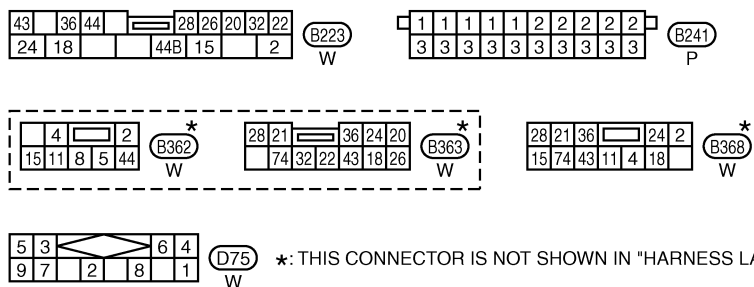 43 36 44 28 26 20 32 22
24 18 44B 15 2
B223
W
1 1 1 1 1 2 2 2 2 2
3 3 3 3 3 3 3 3 3 3
B241
P
4 2
15 11 8 5 44
B362 *
W
28 21 36 24 20
74 32 22 43 18 26
B363 *
W
28 21 36 24 2
15 74 43 11 4 18
B368 *
W
5 3 6 4
9 7 2 8 1
D75
W
*: THIS CONNECTOR IS NOT SHOWN IN "HARNESS LA